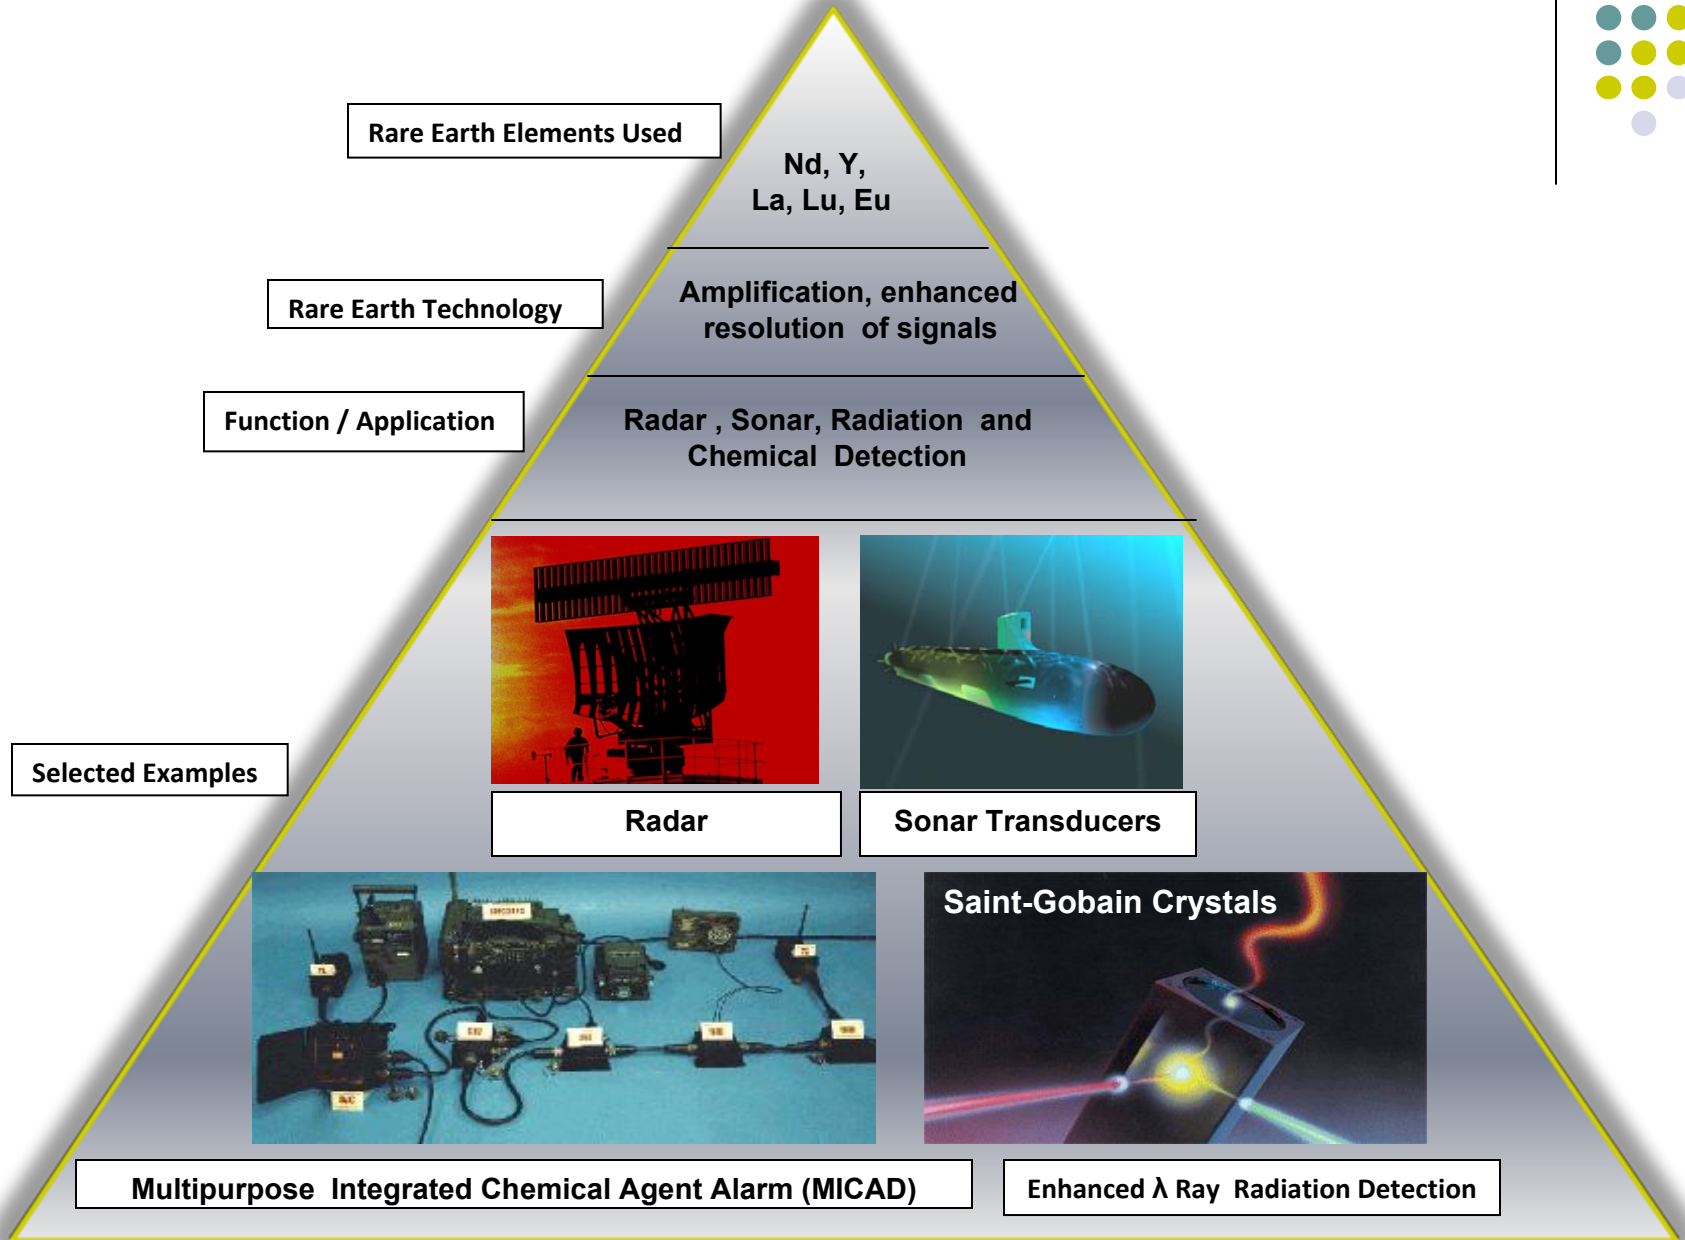 Rare Earth Elements Used
Nd, Y,
La, Lu, Eu
Rare Earth Technology
Amplification, enhanced
resolution of signals
Function / Application
Radar , Sonar, Radiation and
Chemical Detection
Selected Examples
Radar
Sonar Transducers
Saint-Gobain Crystals
Multipurpose Integrated Chemical Agent Alarm (MICAD)
Enhanced λ Ray Radiation Detection